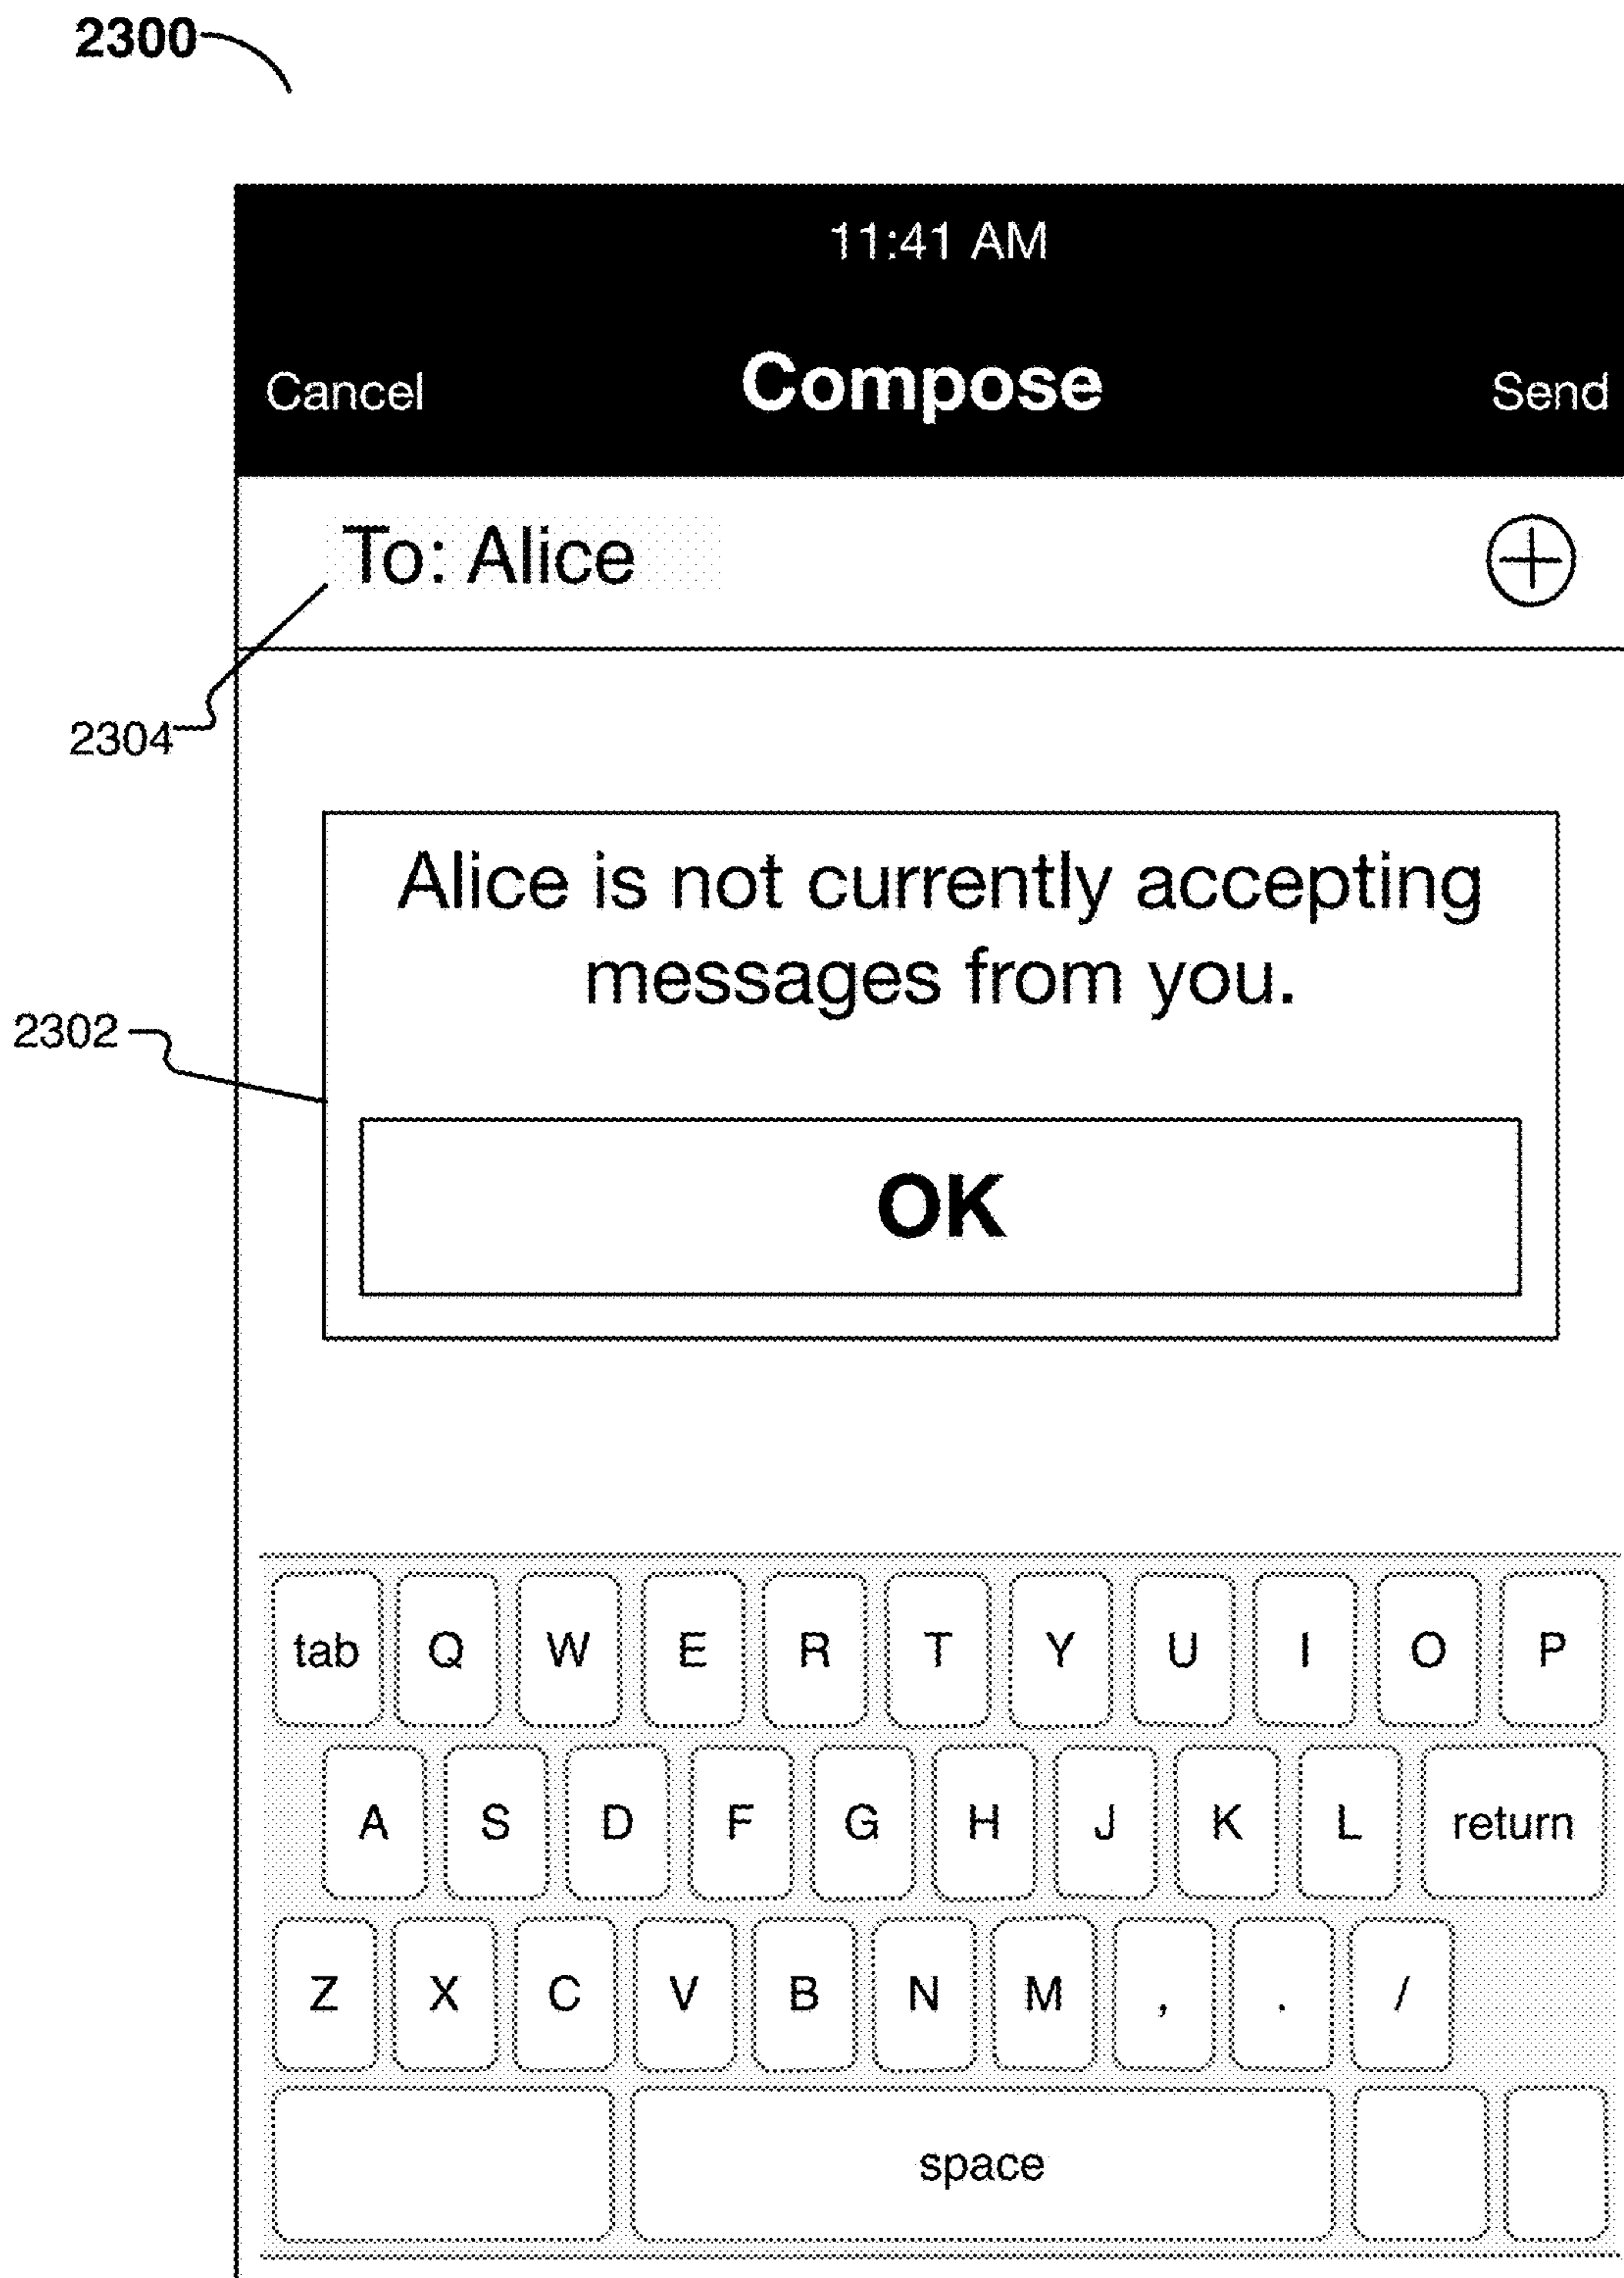 2300
11:41 AM
Cancel Compose Send
To: Alice
2304
Alice is not currently accepting
messages from you.
2302
OK
tab Q W E R T Y U I O P
A S D F G H J K L return
Z X C V B N M , . /
space